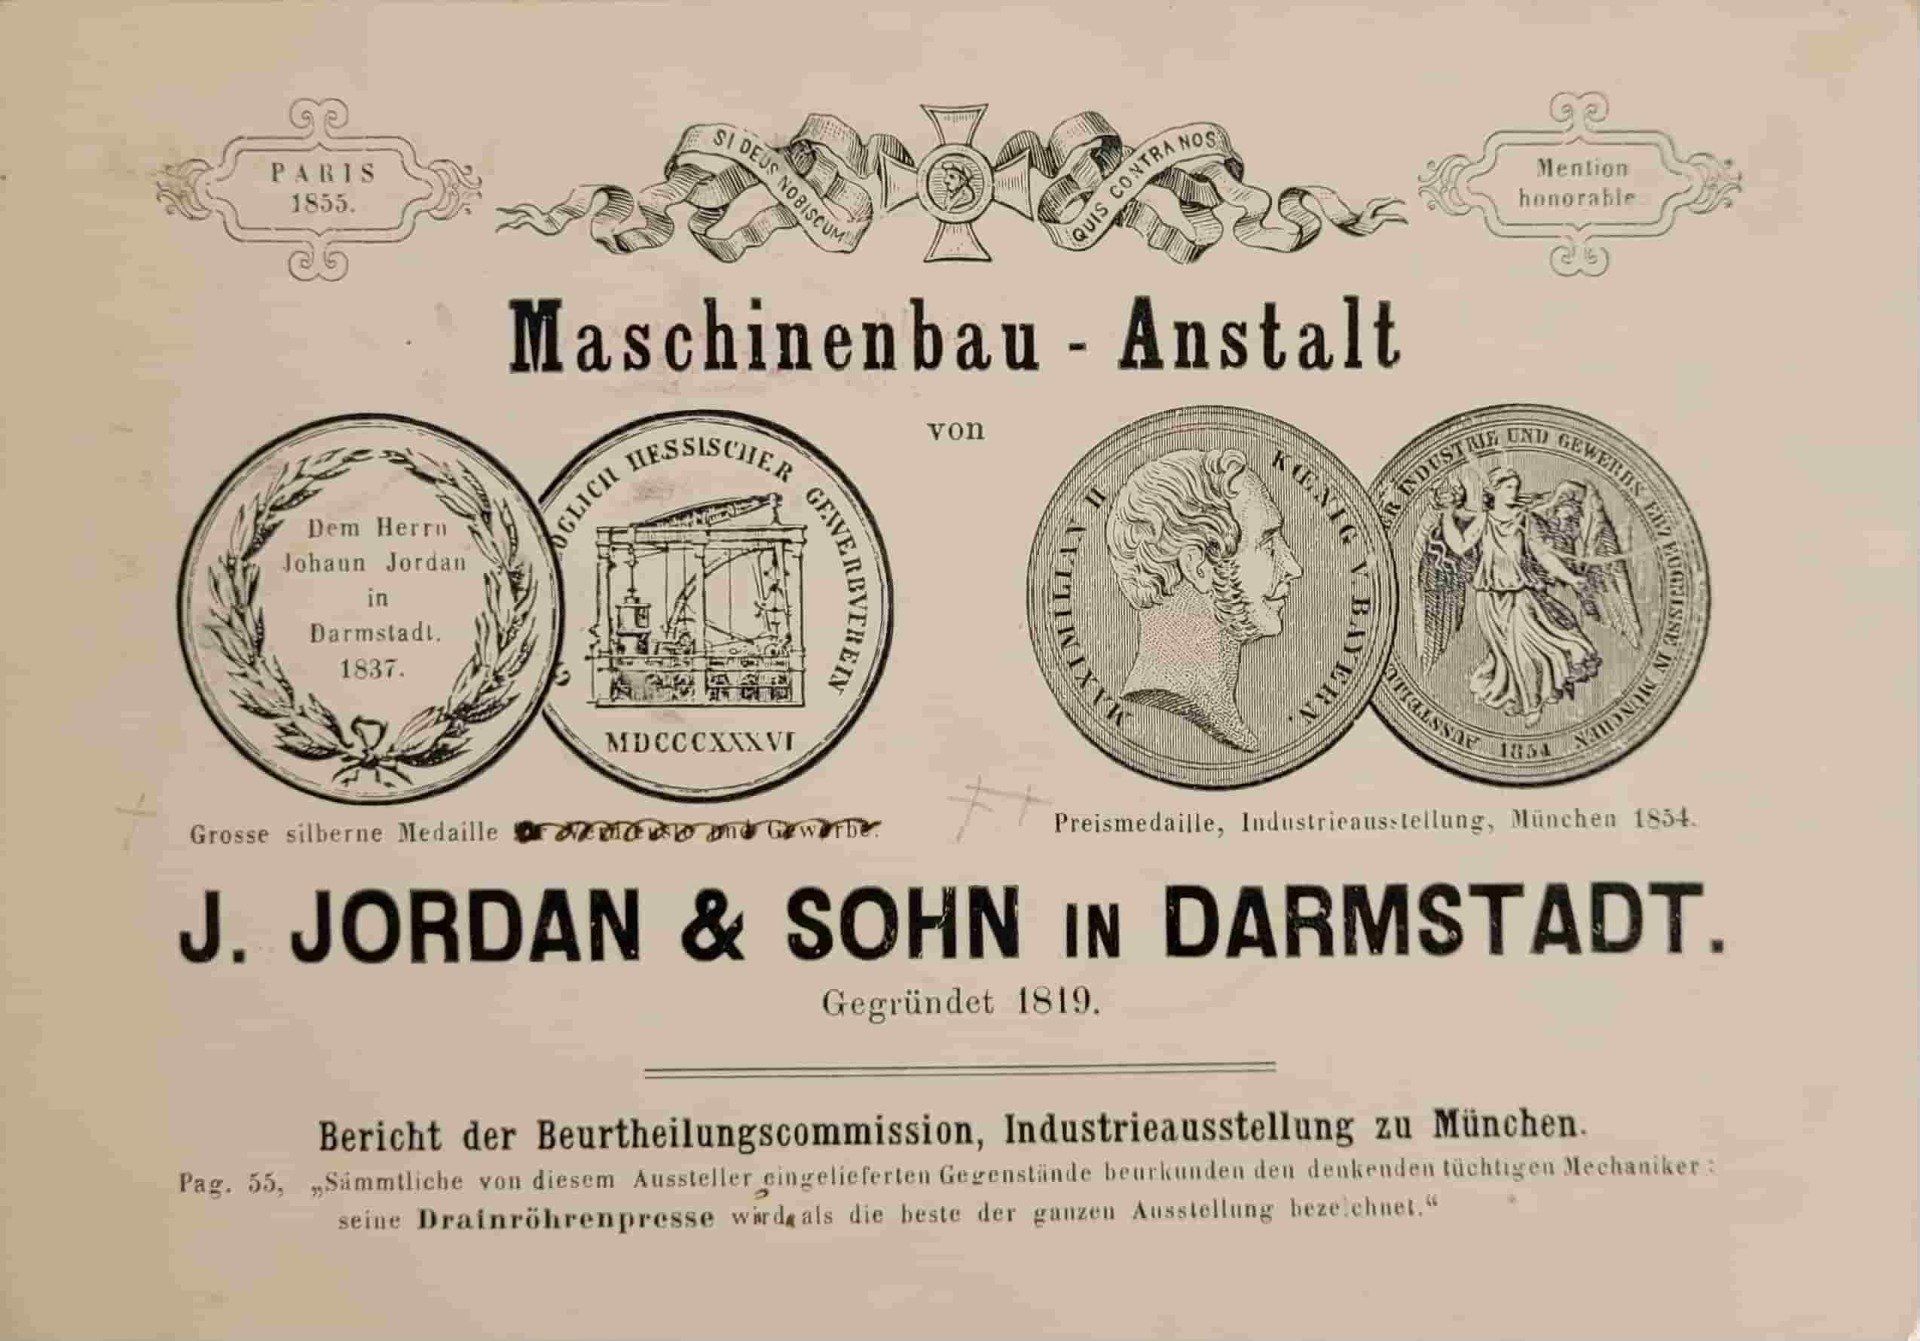 PARIS
1855.
SI DEUS NOBISCUM
QUIS CONTRA NOS
Mention
honorable
Maschinenbau - Anstalt
von
Dem Herrn
Johann Jordan
in
Darmstadt.
1837.
HESSISCHER GEWERBVEREIN
MDCCCXXXVI
MAXIMILIAN II KŒNIG V. BAYERN.
INDUSTRIE UND GEWERBS-ERZEUGNISSE IN MÜNCHEN
1854
Grosse silberne Medaille und Gewerbe.
Preismedaille, Industrieausstellung, München 1854.
J. JORDAN & SOHN IN DARMSTADT.
Gegründet 1819.
Bericht der Beurtheilungscommission, Industrieausstellung zu München.
Pag. 55, „Sämmtliche von diesem Aussteller eingelieferten Gegenstände beurkunden den denkenden tüchtigen Mechaniker:
seine Drainröhrenpresse wird als die beste der ganzen Ausstellung bezeichnet.“